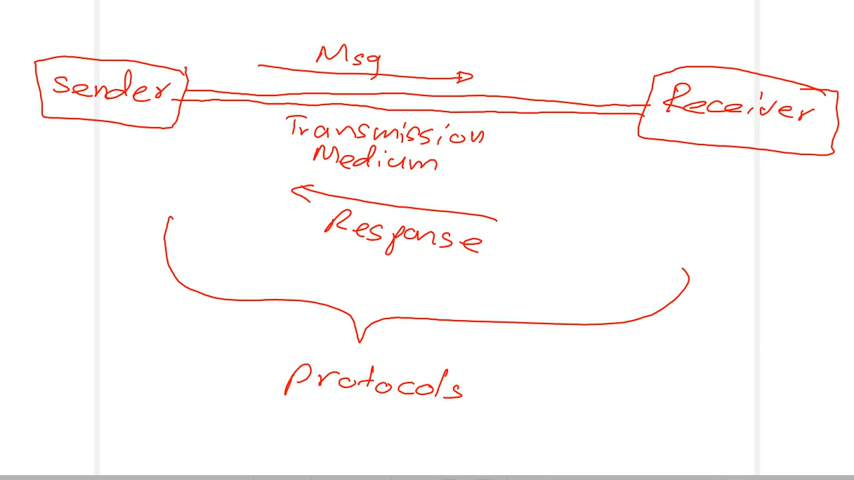 Msg
Sender
Receiver
Transmission
Medium
Response
Protocols